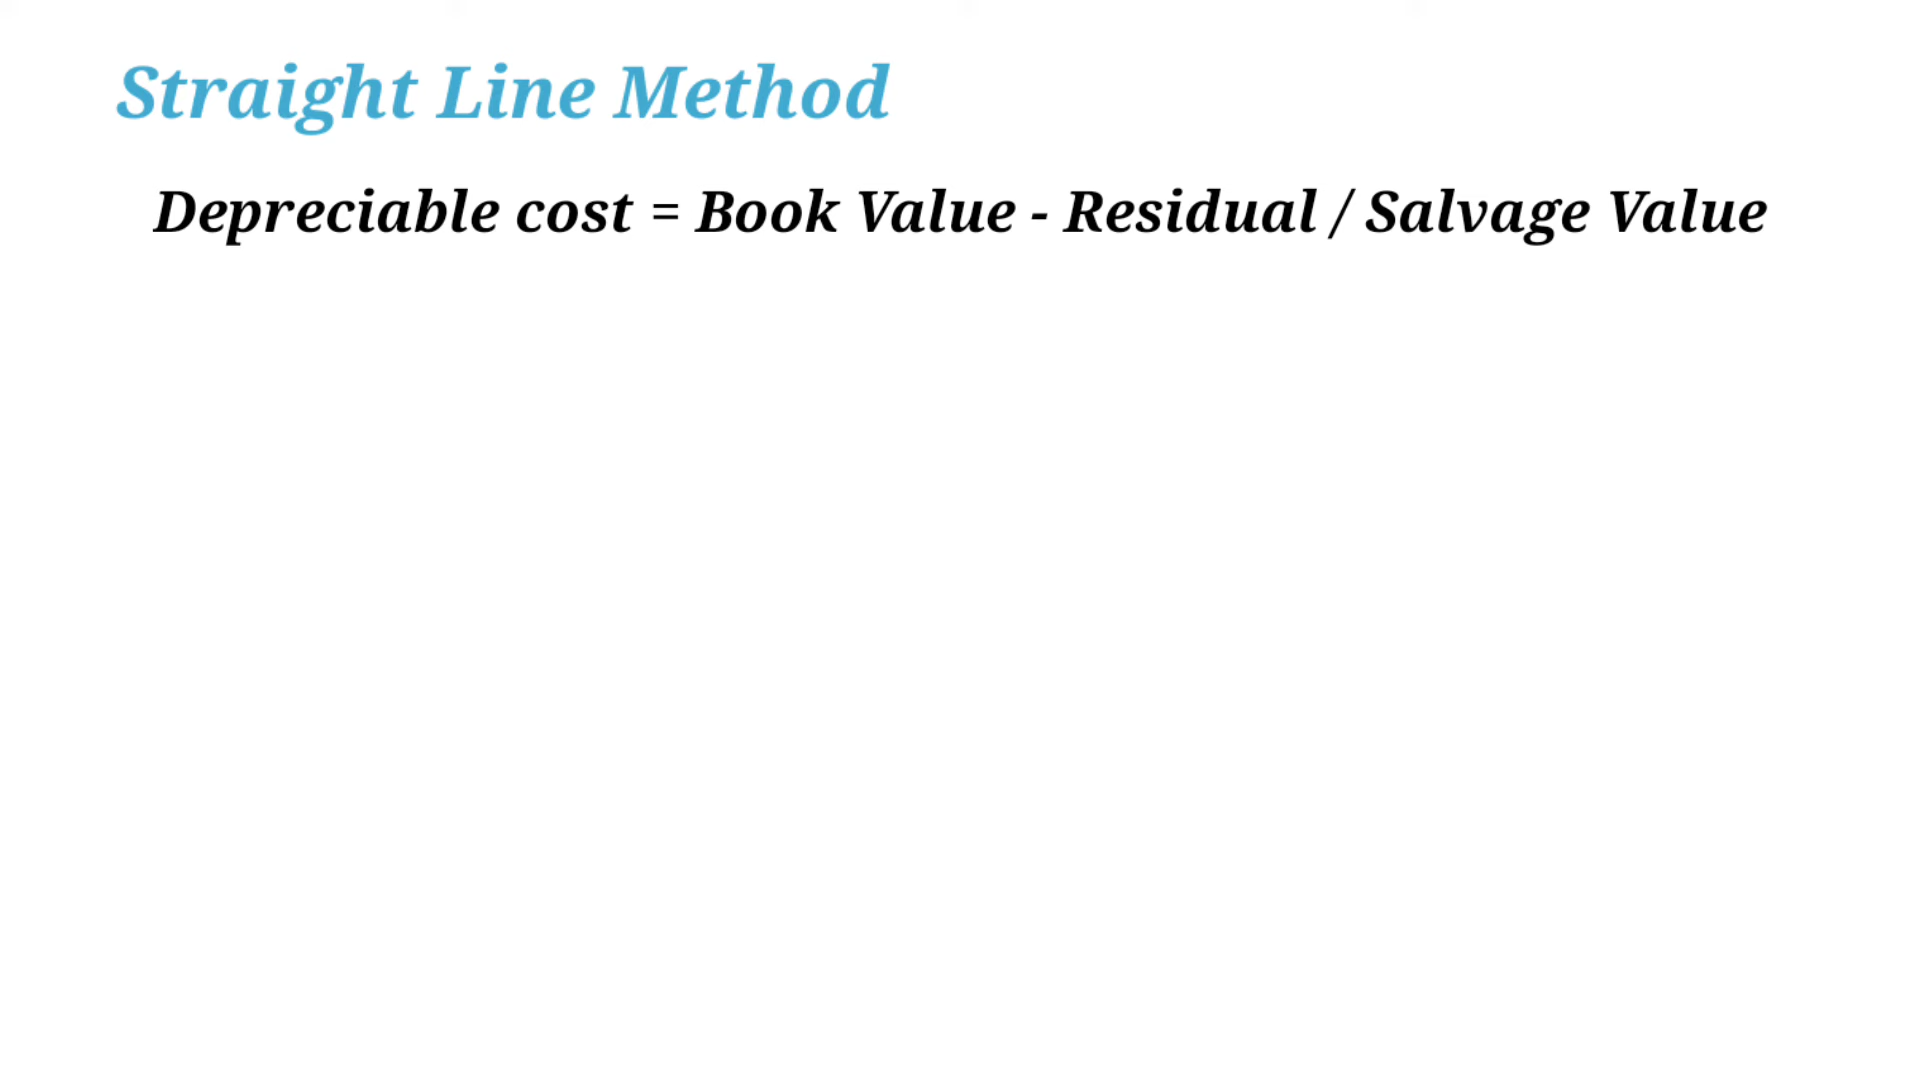 Straight Line Method
Depreciable cost = Book Value - Residual / Salvage Value